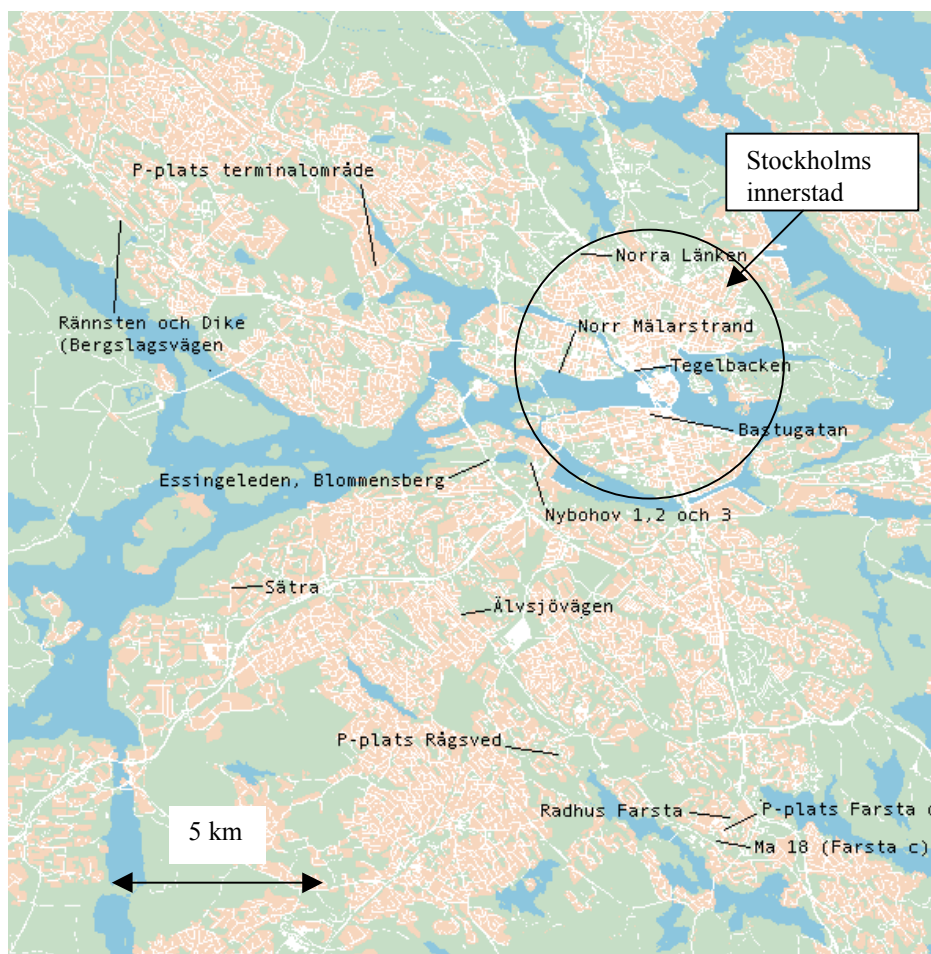 P-plats terminalområde
Stockholms
innerstad
Norra Länken
Rännsten och Dike
(Bergslagsvägen
Norr Mälarstrand
Tegelbacken
Bastugatan
Essingeleden, Blommensberg
Nybohov 1,2 och 3
Sätra
Älvsjövägen
P-plats Rågsved
Radhus Farsta
P-plats Farsta c
Ma 18 (Farsta c)
5 km